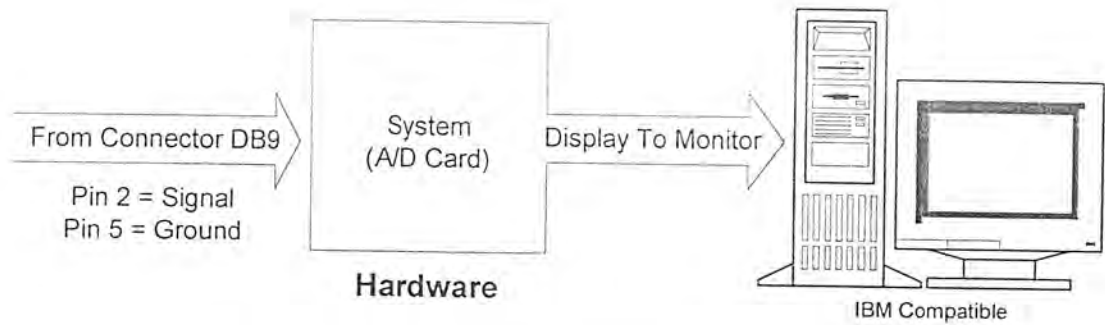 From Connector DB9
Pin 2 = Signal
Pin 5 = Ground
System
(A/D Card)
Hardware
Display To Monitor
IBM Compatible